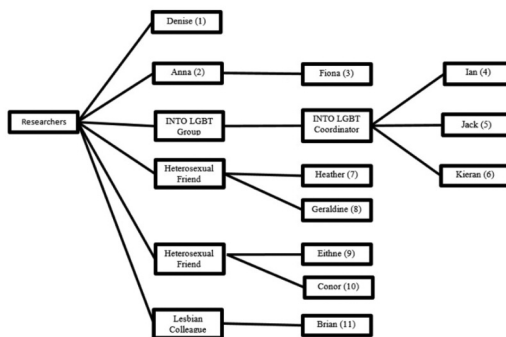 Denise (1)
Anna (2)
Fiona (3)
Ian (4)
Researchers
INTO LGBT
Group
INTO LGBT
Coordinator
Jack (5)
Heterosexual
Friend
Heather (7)
Kieran (6)
Geraldine (8)
Heterosexual
Friend
Eithne (9)
Conor (10)
Lesbian
Colleague
Brian (11)